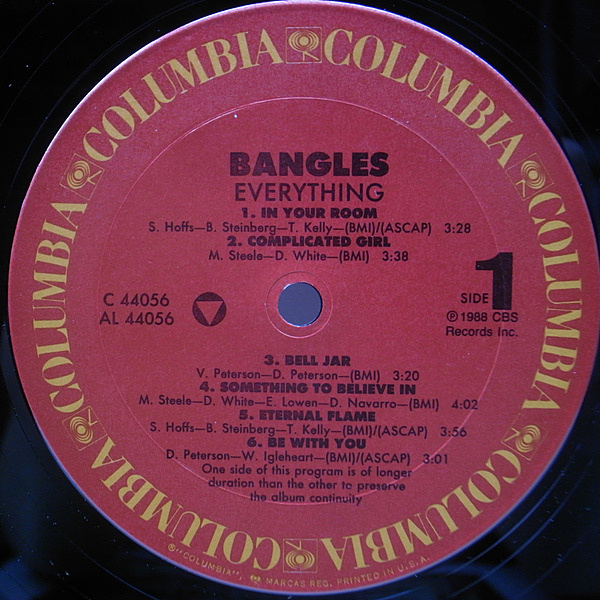 COLUMBIA COLUMBIA COLUMBIA COLUMBIA COLUMBIA COLUMBIA COLUMBIA COLUMBIA
BANGLES
EVERYTHING
1. IN YOUR ROOM
S. Hoffs—B. Steinberg—T. Kelly—(BMI)/(ASCAP) 3:28
2. COMPLICATED GIRL
M. Steele—D. White—(BMI) 3:38
C 44056
AL 44056
SIDE 1
℗1988 CBS
Records Inc.
3. BELL JAR
V. Peterson—D. Peterson—(BMI) 3:20
4. SOMETHING TO BELIEVE IN
M. Steele—D. White—E. Lowen—D. Navarro—(BMI) 4:02
5. ETERNAL FLAME
S. Hoffs—B. Steinberg—T. Kelly—(BMI)/(ASCAP) 3:56
6. BE WITH YOU
D. Peterson—W. Igleheart—(BMI)/(ASCAP) 3:01
One side of this program is of longer
duration than the other to preserve
the album continuity
®"COLUMBIA", MARCAS REG. PRINTED IN U.S.A.